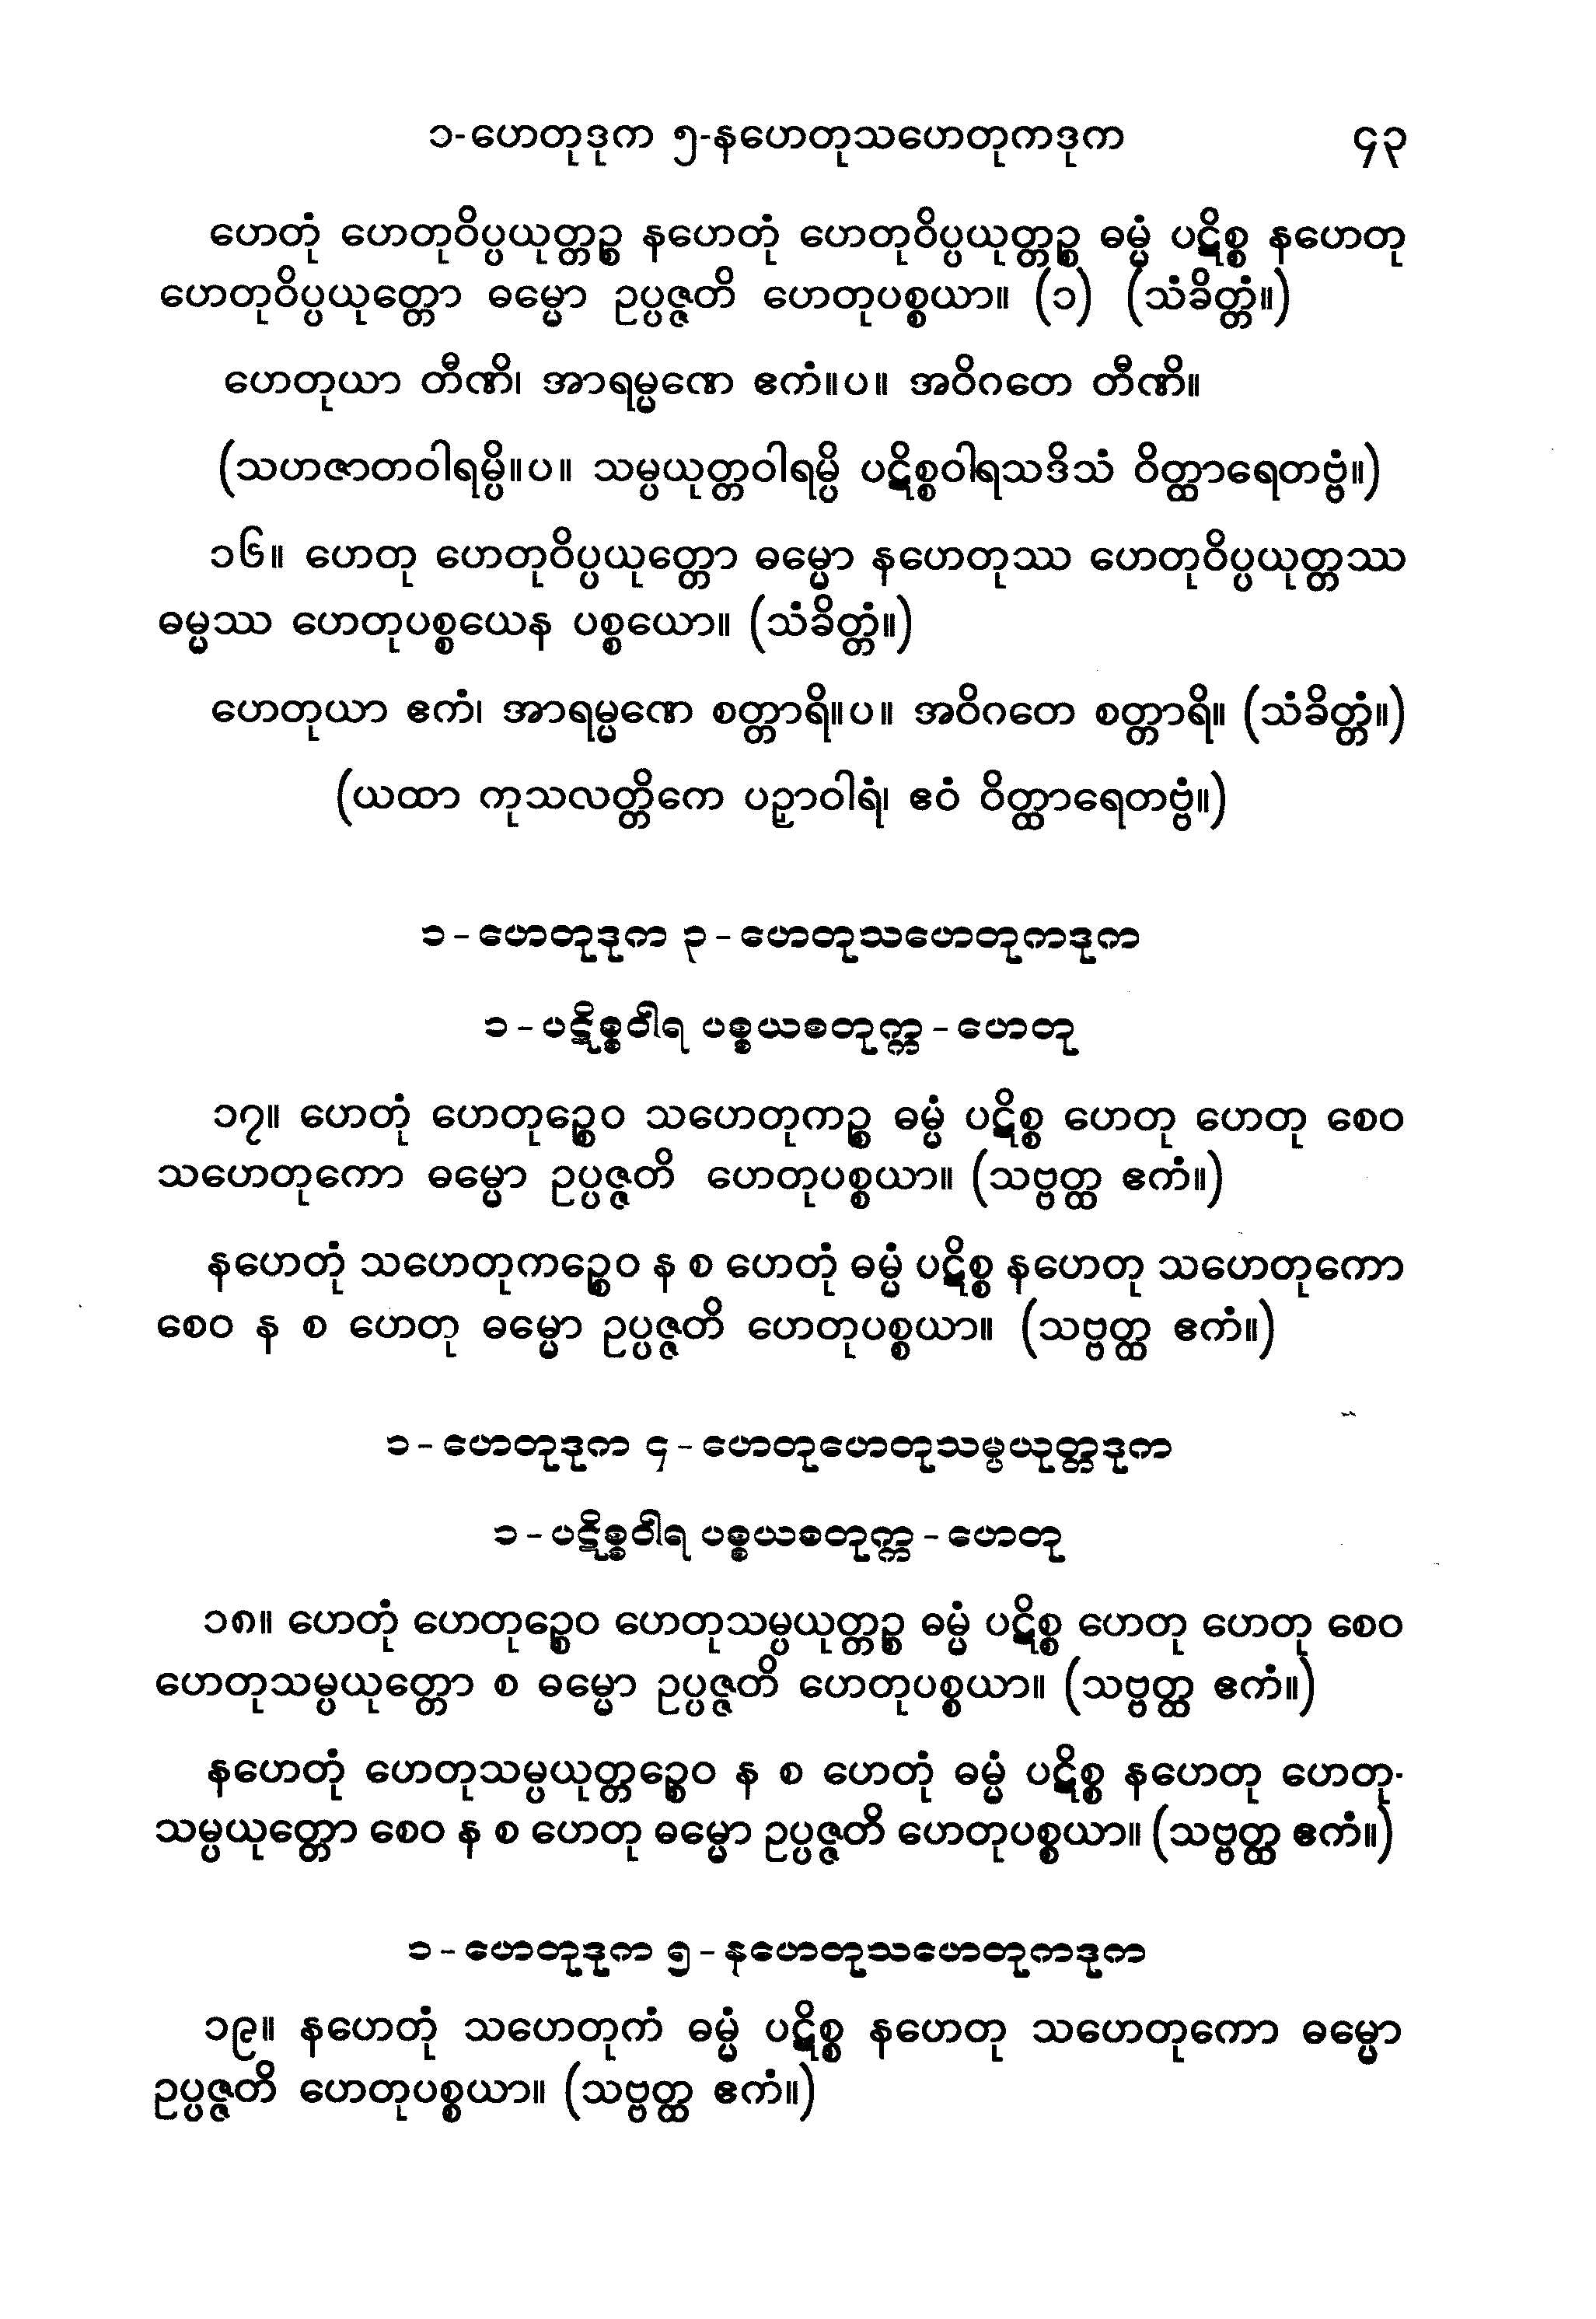 ၁-ဟေတုဒုက ၅-နဟေတုသဟေတုကဒုက ၄၃
ဟေတုံ ဟေတုဝိပ္ပယုတ္တဉ္စ နဟေတုံ ဟေတုဝိပ္ပယုတ္တဉ္စ ဓမ္မံ ပဋိစ္စ နဟေတု
ဟေတုဝိပ္ပယုတ္တော ဓမ္မော ဥပ္ပဇ္ဇတိ ဟေတုပစ္စယာ။ (၁) (သံခိတ္တံ။)
ဟေတုယာ တီဏိ၊ အာရမ္မဏေ ဧကံ။ပ။ အဝိဂတေ တီဏိ။
(သဟဇာတဝါရမ္ပိ။ပ။ သမ္ပယုတ္တဝါရမ္ပိ ပဋိစ္စဝါရသဒိသံ ဝိတ္ထာရေတဗ္ဗံ။)
၁၆။ ဟေတု ဟေတုဝိပ္ပယုတ္တော ဓမ္မော နဟေတုဿ ဟေတုဝိပ္ပယုတ္တဿ
ဓမ္မဿ ဟေတုပစ္စယေန ပစ္စယော။ (သံခိတ္တံ။)
ဟေတုယာ ဧကံ၊ အာရမ္မဏေ စတ္တာရိ။ပ။ အဝိဂတေ စတ္တာရိ။ (သံခိတ္တံ။)
(ယထာ ကုသလတ္တိကေ ပဉှာဝါရံ၊ ဧဝံ ဝိတ္ထာရေတဗ္ဗံ။)
၁ - ဟေတုဒုက ၃ - ဟေတုသဟေတုကဒုက
၁ - ပဋိစ္စဝါရ ပစ္စယစတုက္က - ဟေတု
၁၇။ ဟေတုံ ဟေတုဉ္စေဝ သဟေတုကဉ္စ ဓမ္မံ ပဋိစ္စ ဟေတု ဟေတု စေဝ
သဟေတုကော ဓမ္မော ဥပ္ပဇ္ဇတိ ဟေတုပစ္စယာ။ (သဗ္ဗတ္ထ ဧကံ။)
နဟေတုံ သဟေတုကဉ္စေဝ န စ ဟေတုံ ဓမ္မံ ပဋိစ္စ နဟေတု သဟေတုကော
စေဝ န စ ဟေတု ဓမ္မော ဥပ္ပဇ္ဇတိ ဟေတုပစ္စယာ။ (သဗ္ဗတ္ထ ဧကံ။)
၁ - ဟေတုဒုက ၄ - ဟေတုဟေတုသမ္ပယုတ္တဒုက
၁ - ပဋိစ္စဝါရ ပစ္စယစတုက္က - ဟေတု
၁၈။ ဟေတုံ ဟေတုဉ္စေဝ ဟေတုသမ္ပယုတ္တဉ္စ ဓမ္မံ ပဋိစ္စ ဟေတု ဟေတု စေဝ
ဟေတုသမ္ပယုတ္တော စ ဓမ္မော ဥပ္ပဇ္ဇတိ ဟေတုပစ္စယာ။ (သဗ္ဗတ္ထ ဧကံ။)
နဟေတုံ ဟေတုသမ္ပယုတ္တဉ္စေဝ န စ ဟေတုံ ဓမ္မံ ပဋိစ္စ နဟေတု ဟေတု-
သမ္ပယုတ္တော စေဝ န စ ဟေတု ဓမ္မော ဥပ္ပဇ္ဇတိ ဟေတုပစ္စယာ။ (သဗ္ဗတ္ထ ဧကံ။)
၁ - ဟေတုဒုက ၅ - နဟေတုသဟေတုကဒုက
၁၉။ နဟေတုံ သဟေတုကံ ဓမ္မံ ပဋိစ္စ နဟေတု သဟေတုကော ဓမ္မော
ဥပ္ပဇ္ဇတိ ဟေတုပစ္စယာ။ (သဗ္ဗတ္ထ ဧကံ။)